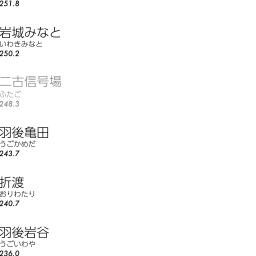 251.8
岩城みなと
いわきみなと
250.2
二古信号場
ふたご
248.3
羽後亀田
うごかめだ
243.7
折渡
おりわたり
240.7
羽後岩谷
うごいわや
236.0